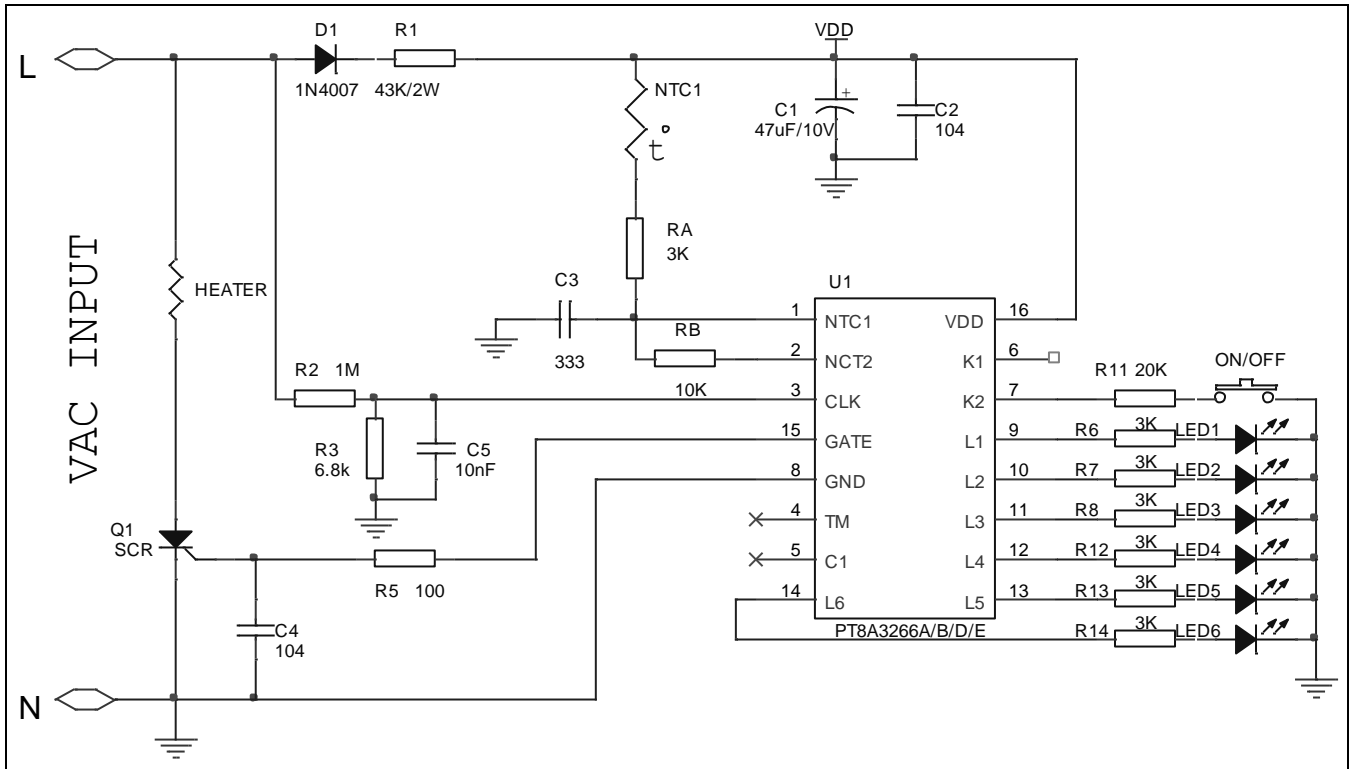 L
D1
R1
1N4007
43K/2W
VDD
NTC1
t°
C1
47uF/10V
C2
104
RA
3K
VAC INPUT
HEATER
C3
333
RB
10K
R2 1M
R3
6.8k
C5
10nF
Q1
SCR
R5 100
C4
104
N
U1
1 NTC1
2 NCT2
3 CLK
15 GATE
8 GND
4 TM
5 C1
14 L6
VDD 16
K1 6
K2 7
L1 9
L2 10
L3 11
L4 12
L5 13
PT8A3266A/B/D/E
R11 20K
ON/OFF
R6 3K LED1
R7 3K LED2
R8 3K LED3
R12 3K LED4
R13 3K LED5
R14 3K LED6